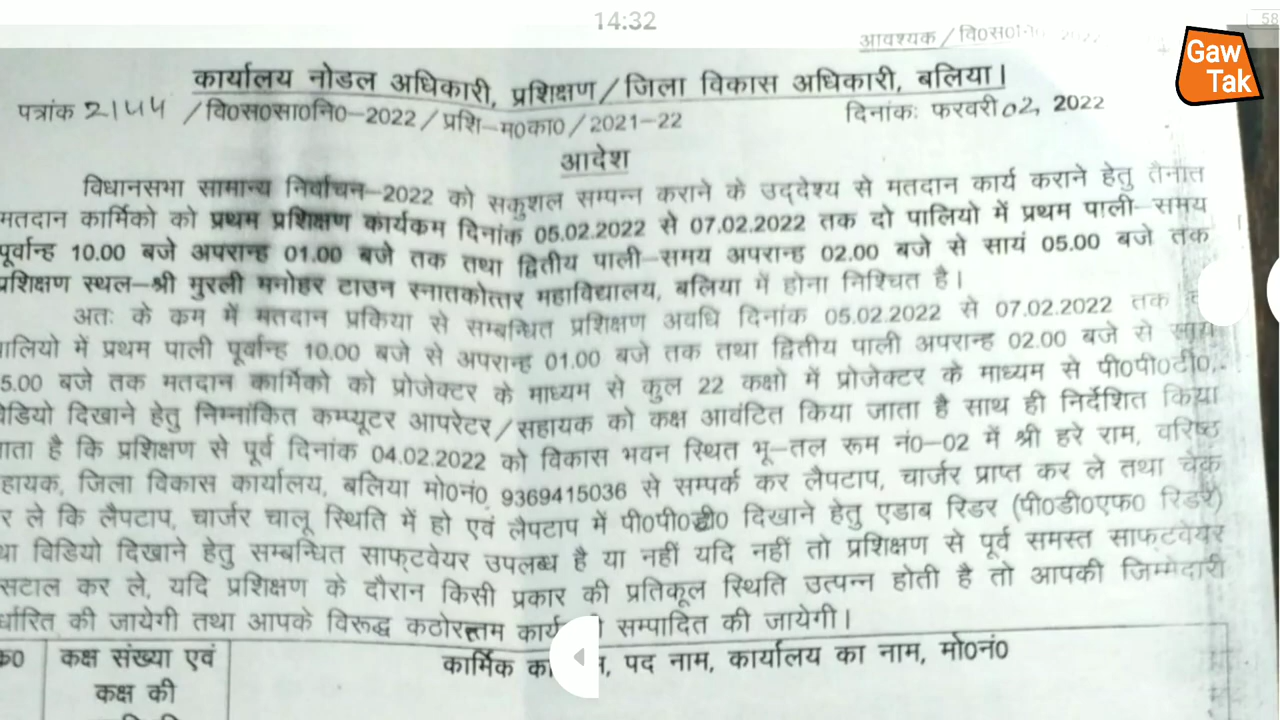 14:32
58
आवश्यक / वि0स0नि0 2022
Gaw
Tak
कार्यालय नोडल अधिकारी, प्रशिक्षण / जिला विकास अधिकारी, बलिया।
पत्रांक 2144 / वि0स0सा0नि0-2022 / प्रशि-म0का0 / 2021-22 दिनांकः फरवरी 02, 2022
आदेश
विधानसभा सामान्य निर्वाचन-2022 को सकुशल सम्पन्न कराने के उद्देश्य से मतदान कार्य कराने हेतु तैनात
मतदान कार्मिको को प्रथम प्रशिक्षण कार्यकम दिनांक 05.02.2022 से 07.02.2022 तक दो पालियो में प्रथम पाली-समय
पूर्वान्ह 10.00 बजे अपरान्ह 01.00 बजे तक तथा द्वितीय पाली-समय अपरान्ह 02.00 बजे से सायं 05.00 बजे तक
प्रशिक्षण स्थल-श्री मुरली मनोहर टाउन स्नातकोत्तर महाविद्यालय, बलिया में होना निश्चित है।
अतः के कम में मतदान प्रकिया से सम्बन्धित प्रशिक्षण अवधि दिनांक 05.02.2022 से 07.02.2022 तक
ालियो में प्रथम पाली पूर्वान्ह 10.00 बजे से अपरान्ह 01.00 बजे तक तथा द्वितीय पाली अपरान्ह 02.00 बजे से सायं
5.00 बजे तक मतदान कार्मिको को प्रोजेक्टर के माध्यम से कुल 22 कक्षो में प्रोजेक्टर के माध्यम से पी0पी0टी0,
वेडियो दिखाने हेतु निम्नांकित कम्प्यूटर आपरेटर/सहायक को कक्ष आवंटित किया जाता है साथ ही निर्देशित किया
ाता है कि प्रशिक्षण से पूर्व दिनांक 04.02.2022 को विकास भवन स्थित भू-तल रूम नं0-02 में श्री हरे राम, वरिष्ठ
हायक, जिला विकास कार्यालय, बलिया मो0नं0 9369415036 से सम्पर्क कर लैपटाप, चार्जर प्राप्त कर ले तथा चेक
र ले कि लैपटाप, चार्जर चालू स्थिति में हो एवं लैपटाप में पी0पी0डी0 दिखाने हेतु एडाब रिडर (पी0डी0एफ0 रिडर)
था विडियो दिखाने हेतु सम्बन्धित साफ्टवेयर उपलब्ध है या नहीं यदि नहीं तो प्रशिक्षण से पूर्व समस्त साफ्टवेयर
सटाल कर ले, यदि प्रशिक्षण के दौरान किसी प्रकार की प्रतिकूल स्थिति उत्पन्न होती है तो आपकी जिम्मेदारी
र्धारित की जायेगी तथा आपके विरूद्ध कठोरत्तम कार्य सम्पादित की जायेगी।
क0 कक्ष संख्या एवं कार्मिक का , पद नाम, कार्यालय का नाम, मो0नं0
कक्ष की